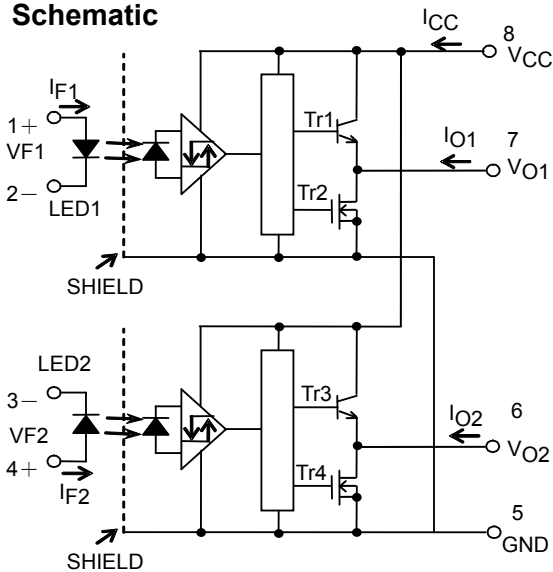 Schematic
ICC
8
VCC
IF1
1+
VF1
2−
LED1
SHIELD
Tr1
Tr2
IO1
7
VO1
LED2
3−
VF2
4+
IF2
SHIELD
Tr3
Tr4
IO2
6
VO2
5
GND